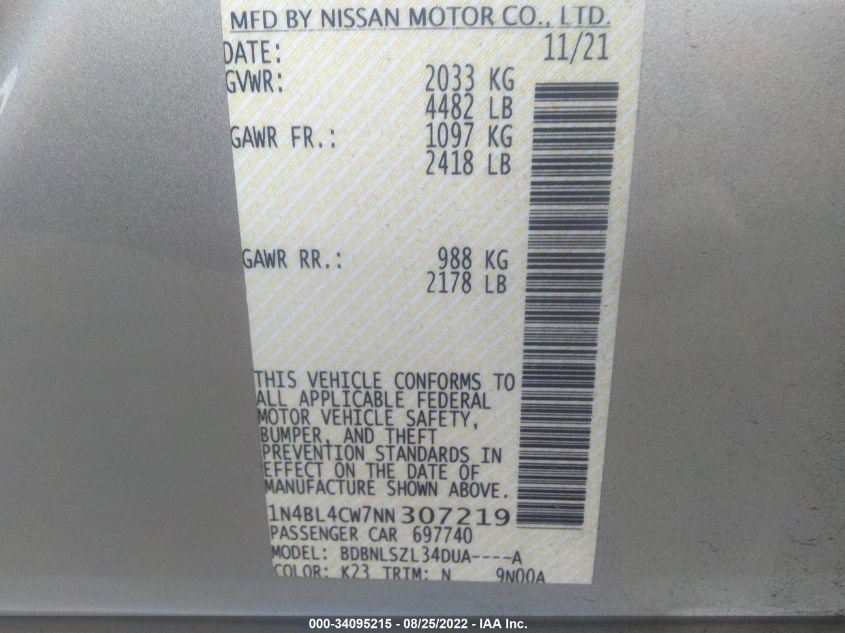 MFD BY NISSAN MOTOR CO., LTD.
DATE: 11/21
GVWR: 2033 KG
4482 LB
GAWR FR.: 1097 KG
2418 LB
GAWR RR.: 988 KG
2178 LB
THIS VEHICLE CONFORMS TO
ALL APPLICABLE FEDERAL
MOTOR VEHICLE SAFETY,
BUMPER, AND THEFT
PREVENTION STANDARDS IN
EFFECT ON THE DATE OF
MANUFACTURE SHOWN ABOVE.
1N4BL4CW7NN307219
PASSENGER CAR 697740
MODEL: BDBNLSZL34DUA----A
COLOR: K23 TRIM: N 9N00A
000-34095215 - 08/25/2022 - IAA Inc.